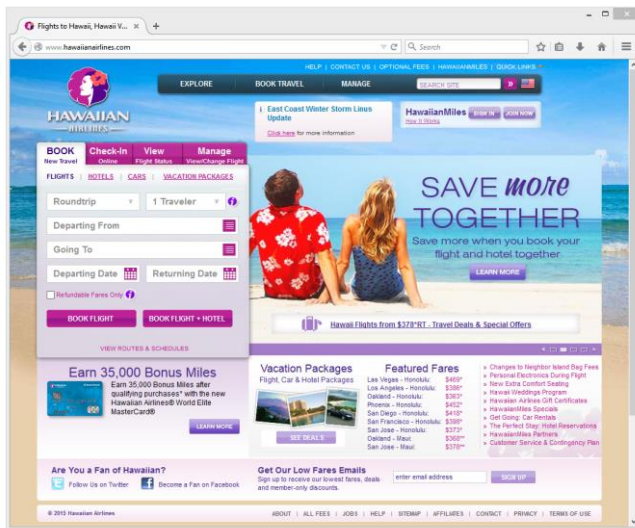 Flights to Hawaii, Hawaii V...
www.hawaiianairlines.com
Search
HELP | CONTACT US | OPTIONAL FEES | HAWAIIANMILES | QUICK LINKS
EXPLORE BOOK TRAVEL MANAGE SEARCH SITE
HAWAIIAN
AIRLINES
i East Coast Winter Storm Linus
Update
Click here for more information
HawaiianMiles SIGN IN JOIN NOW
How It Works
BOOK Check-in View Manage
New Travel Online Flight Status View/Change Flight
FLIGHTS | HOTELS | CARS | VACATION PACKAGES
Roundtrip 1 Traveler
Departing From
Going To
Departing Date Returning Date
Refundable Fares Only
BOOK FLIGHT BOOK FLIGHT + HOTEL
VIEW ROUTES & SCHEDULES
SAVE more
TOGETHER
Save more when you book your
flight and hotel together.
LEARN MORE
Hawaii Flights from $378*RT - Travel Deals & Special Offers
Earn 35,000 Bonus Miles
Earn 35,000 Bonus Miles after
qualifying purchases* with the new
Hawaiian Airlines® World Elite
MasterCard®
LEARN MORE
Vacation Packages
Flight, Car & Hotel Packages
SEE DEALS
Featured Fares
Las Vegas - Honolulu: $469*
Los Angeles - Honolulu: $388*
Oakland - Honolulu: $383*
Phoenix - Honolulu: $452*
San Diego - Honolulu: $418*
San Francisco - Honolulu: $398*
San Jose - Honolulu: $373*
Oakland - Maui: $368**
San Jose - Maui: $378**
» Changes to Neighbor Island Bag Fees
» Personal Electronics During Flight
» New Extra Comfort Seating
» Hawaii Weddings Program
» Hawaiian Airlines Gift Certificates
» HawaiianMiles Specials
» Get Going: Car Rentals
» The Perfect Stay: Hotel Reservations
» HawaiianMiles Partners
» Customer Service & Contingency Plan
Are You a Fan of Hawaiian?
Follow Us on Twitter Become a Fan on Facebook
Get Our Low Fares Emails
Sign up to receive our lowest fares, deals
and member-only discounts.
enter email address SIGN UP
© 2013 Hawaiian Airlines
ABOUT | ALL FEES | JOBS | HELP | SITEMAP | AFFILIATES | CONTACT | PRIVACY | TERMS OF USE